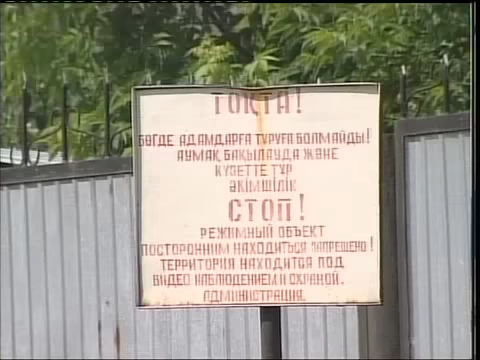 ТОҚТА!
БӨГДЕ АДАМДАРҒА ТҰРУҒА БОЛМАЙДЫ!
АУМАҚ БАҚЫЛАУДА ЖӘНЕ
КҮЗЕТТЕ ТҰР
ӘКІМШІЛІК
СТОП!
РЕЖИМНЫЙ ОБЪЕКТ
ПОСТОРОННИМ НАХОДИТЬСЯ ЗАПРЕЩЕНО!
ТЕРРИТОРИЯ НАХОДИТСЯ ПОД
ВИДЕО НАБЛЮДЕНИЕМ И ОХРАНОЙ.
АДМИНИСТРАЦИЯ.